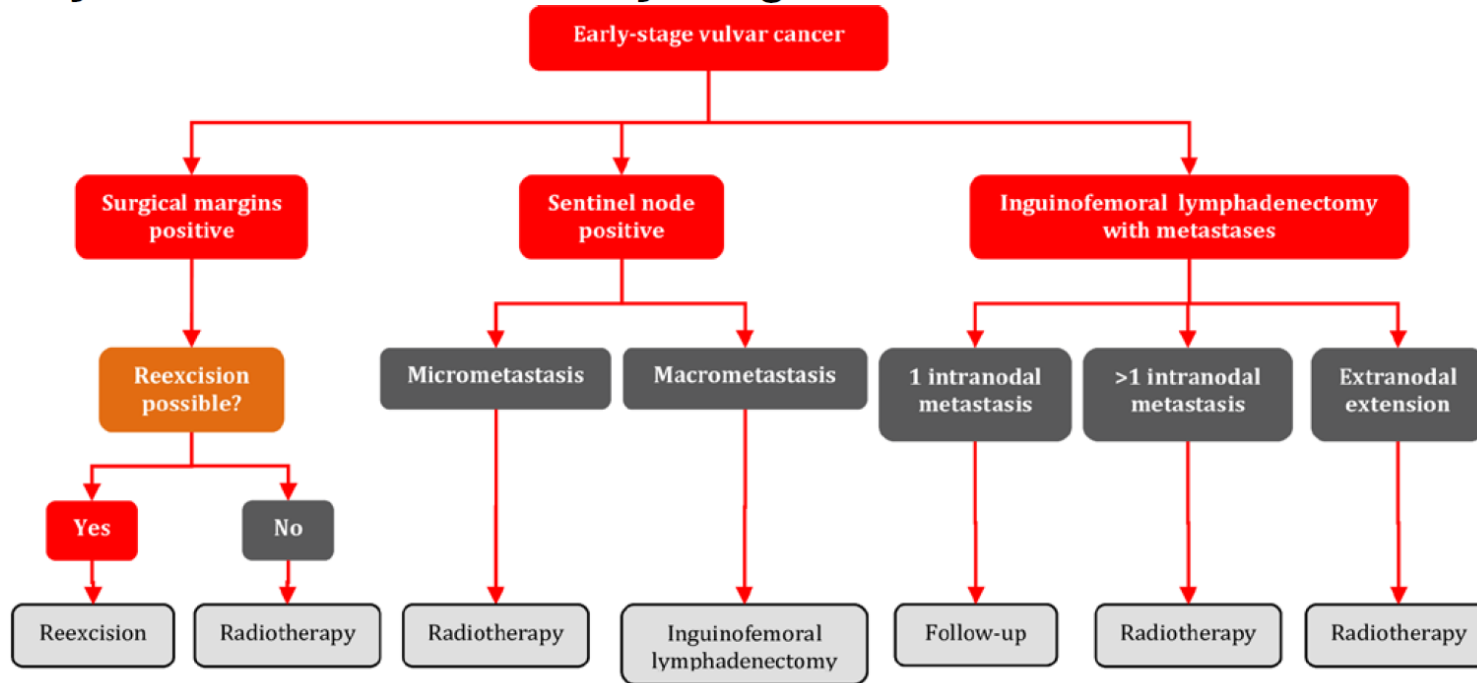 Early-stage vulvar cancer
Surgical margins
positive
Sentinel node
positive
Inguinofemoral lymphadenectomy
with metastases
Reexcision
possible?
Micrometastasis
Macrometastasis
1 intranodal
metastasis
>1 intranodal
metastasis
Extranodal
extension
Yes
No
Reexcision
Radiotherapy
Radiotherapy
Inguinofemoral
lymphadenectomy
Follow-up
Radiotherapy
Radiotherapy